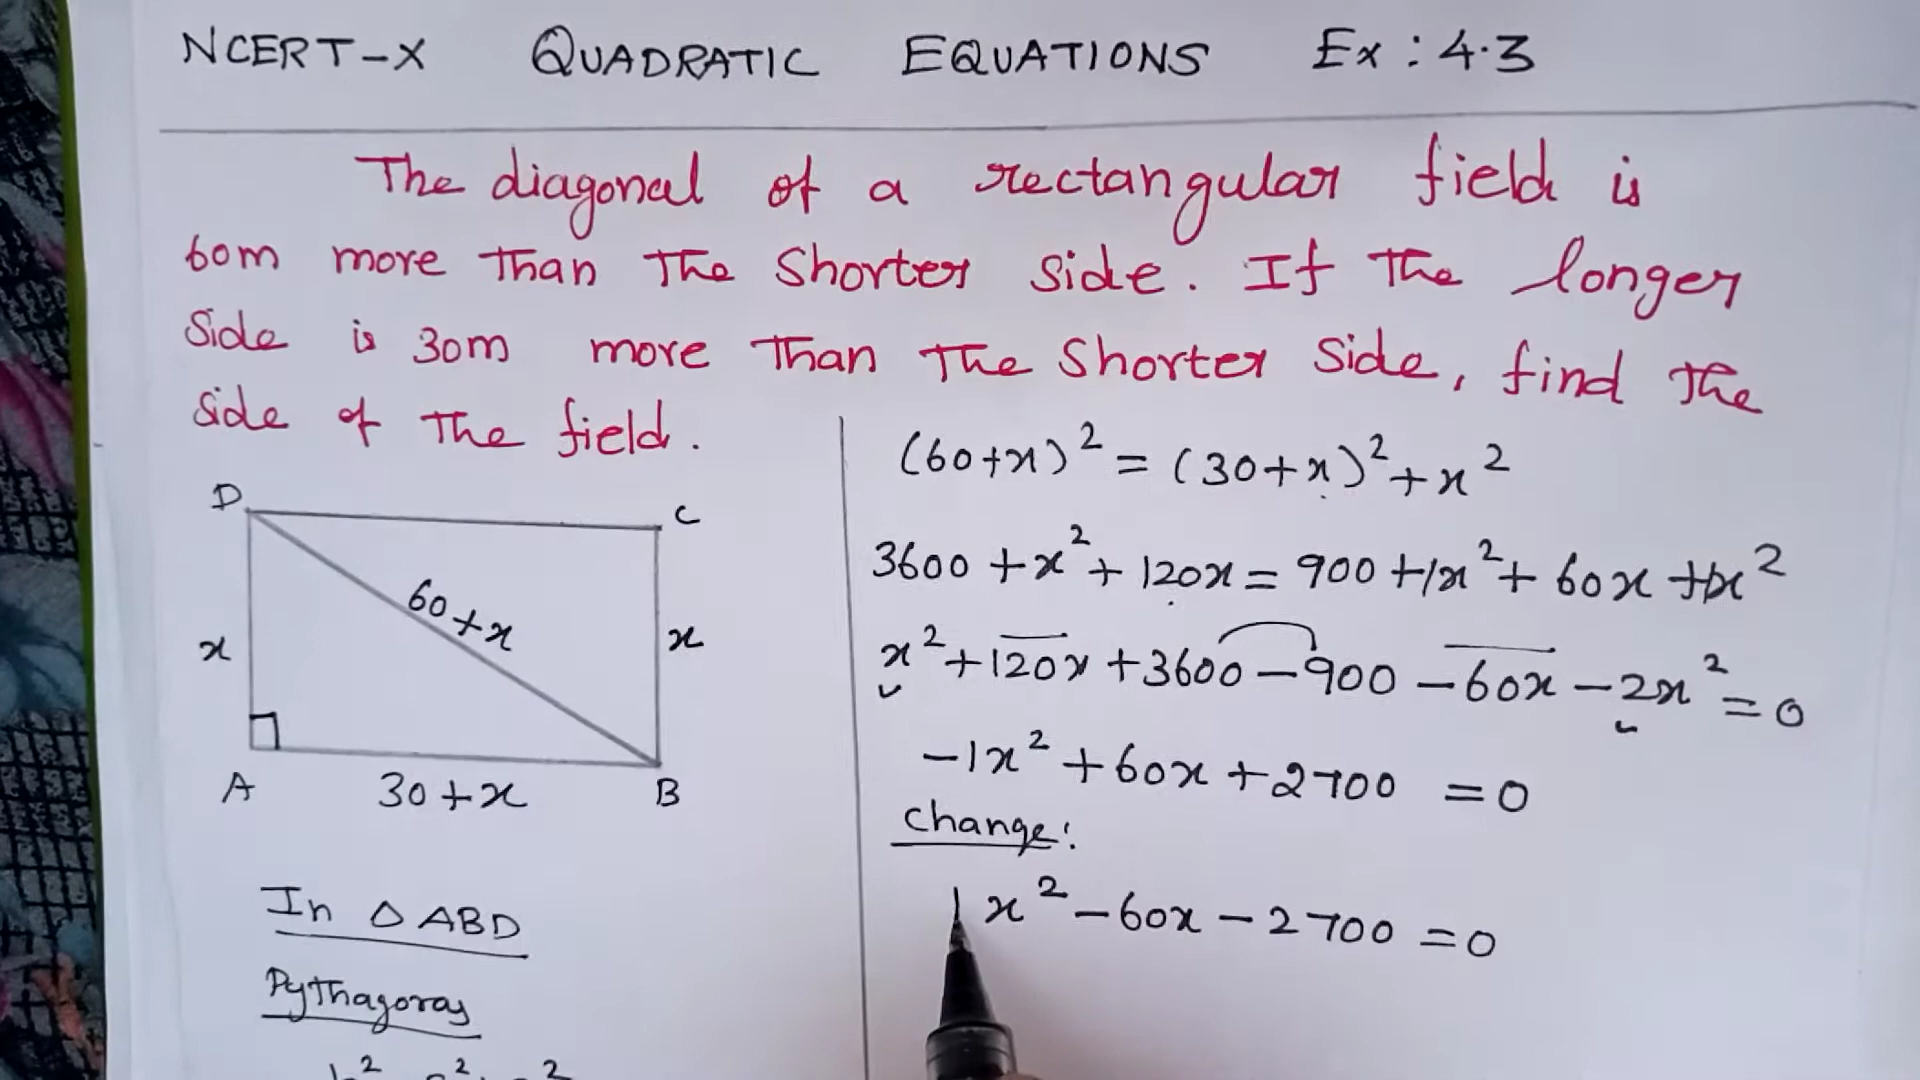 NCERT-X QUADRATIC EQUATIONS Ex: 4.3
The diagonal of a rectangular field is
60m more than The Shorter Side. If The longer
Side is 30m more Than The Shorter Side, find The
Side of The field.
D
C
60+x
x
x
A
30+x
B
In △ ABD
Pythagoras
(60+x)² = (30+x)²+x²
3600 +x²+ 120x = 900 +1x²+ 60x +1x²
x²+120x +3600 -900 -60x -2x² =0
-1x² +60x +2700 =0
Change:
1x² -60x -2700 =0